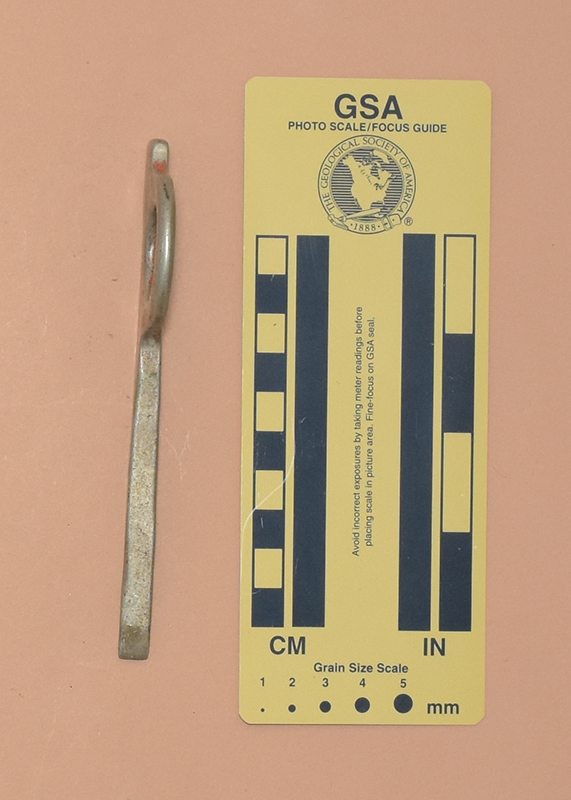 GSA
PHOTO SCALE/FOCUS GUIDE
THE GEOLOGICAL SOCIETY OF AMERICA
·1888·
®
Avoid incorrect exposures by taking meter readings before
placing scale in picture area. Fine-focus on GSA seal.
CM IN
Grain Size Scale
1 2 3 4 5
mm